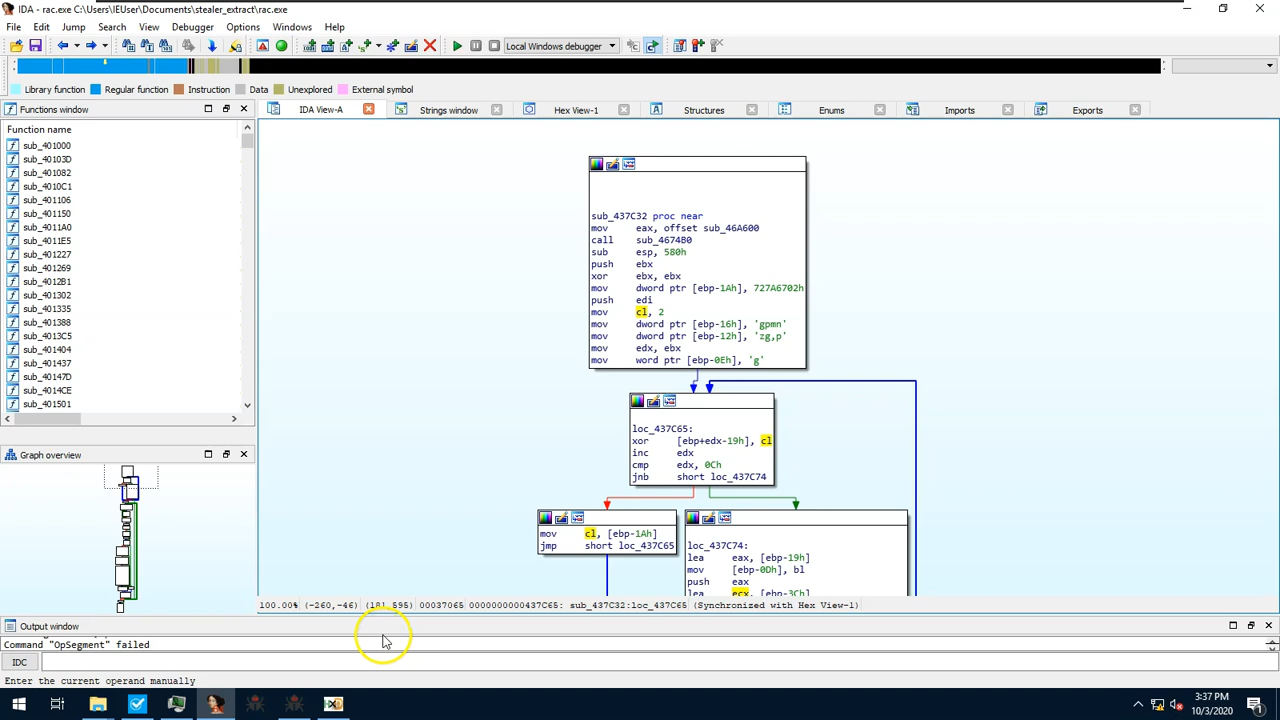 IDA - rac.exe C:\Users\IEUser\Documents\stealer_extract\rac.exe
File Edit Jump Search View Debugger Options Windows Help
Local Windows debugger
Library function Regular function Instruction Data Unexplored External symbol
Functions window
IDA View-A Strings window Hex View-1 Structures Enums Imports Exports
Function name
sub_401000
sub_40103D
sub_401082
sub_4010C1
sub_401106
sub_401150
sub_4011A0
sub_4011E5
sub_401227
sub_401269
sub_4012B1
sub_401302
sub_401335
sub_401388
sub_4013C5
sub_401404
sub_401437
sub_40147D
sub_4014CE
sub_401501
Graph overview
sub_437C32 proc near
mov eax, offset sub_46A600
call sub_4674B0
sub esp, 580h
push ebx
xor ebx, ebx
mov dword ptr [ebp-1Ah], 727A6702h
push edi
mov cl, 2
mov dword ptr [ebp-16h], 'gpmn'
mov dword ptr [ebp-12h], 'zg,p'
mov edx, ebx
mov word ptr [ebp-0Eh], 'g'
loc_437C65:
xor [ebp+edx-19h], cl
inc edx
cmp edx, 0Ch
jnb short loc_437C74
mov cl, [ebp-1Ah]
jmp short loc_437C65
loc_437C74:
lea eax, [ebp-19h]
mov [ebp-0Dh], bl
push eax
lea ecx, [ebp-3Ch]
100.00% (-260,-46) (181,595) 00037065 0000000000437C65: sub_437C32:loc_437C65 (Synchronized with Hex View-1)
Output window
Command "OpSegment" failed
IDC
Enter the current operand manually
3:37 PM
10/3/2020